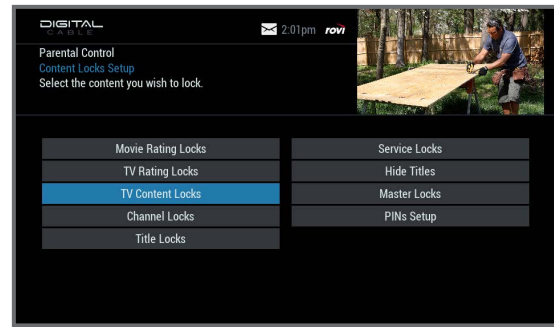 DIGITAL
CABLE
2:01pm rovi
Parental Control
Content Locks Setup
Select the content you wish to lock.
Movie Rating Locks
Service Locks
TV Rating Locks
Hide Titles
TV Content Locks
Master Locks
Channel Locks
PINs Setup
Title Locks